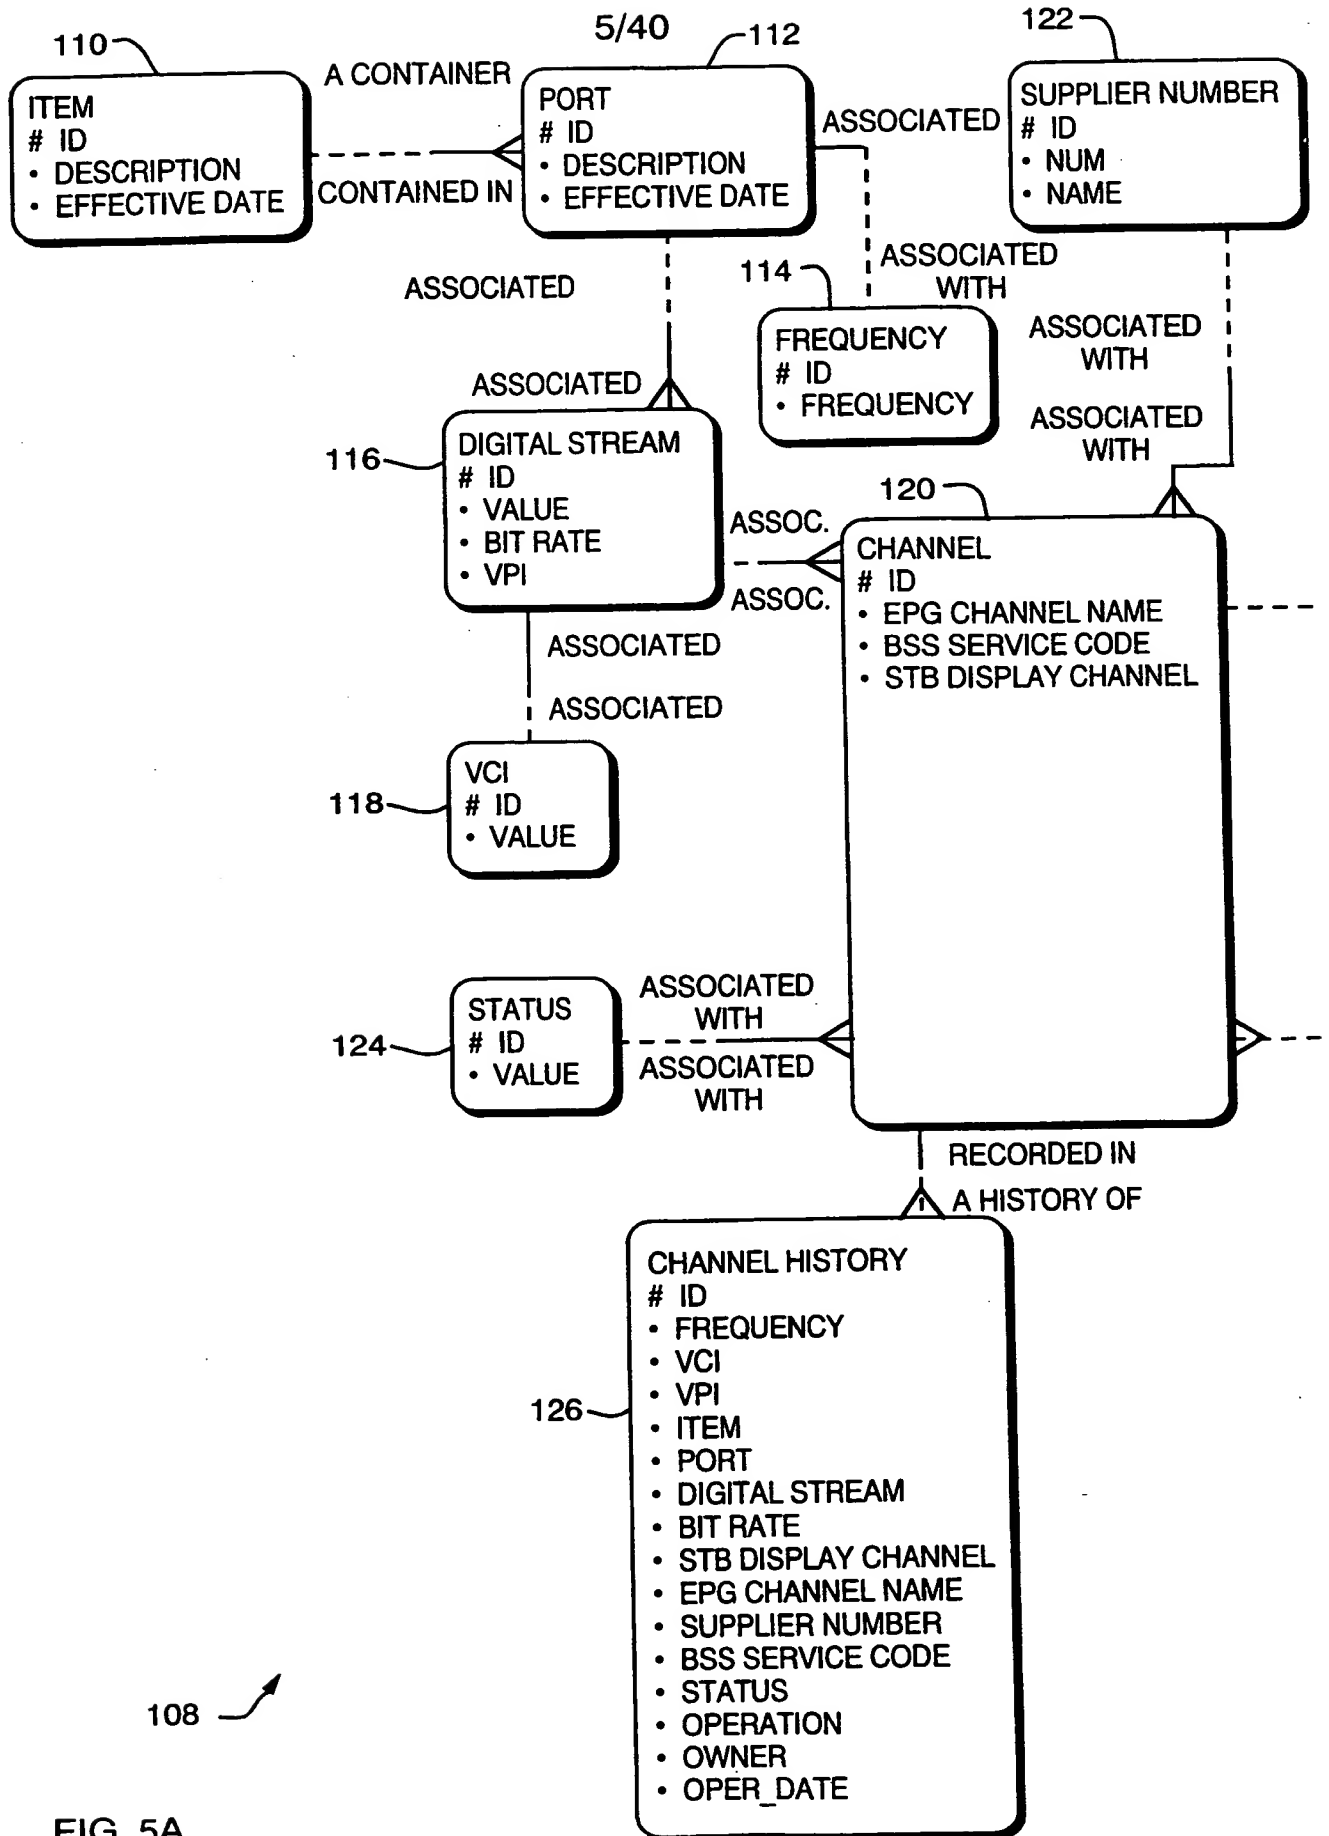 5/40
110
112
122
A CONTAINER
CONTAINED IN
ITEM
# ID
• DESCRIPTION
• EFFECTIVE DATE
PORT
# ID
• DESCRIPTION
• EFFECTIVE DATE
ASSOCIATED
SUPPLIER NUMBER
# ID
• NUM
• NAME
ASSOCIATED
WITH
114
ASSOCIATED
ASSOCIATED
FREQUENCY
# ID
• FREQUENCY
ASSOCIATED
WITH
ASSOCIATED
WITH
116
DIGITAL STREAM
# ID
• VALUE
• BIT RATE
• VPI
ASSOC.
ASSOC.
120
CHANNEL
# ID
• EPG CHANNEL NAME
• BSS SERVICE CODE
• STB DISPLAY CHANNEL
ASSOCIATED
ASSOCIATED
118
VCI
# ID
• VALUE
124
STATUS
# ID
• VALUE
ASSOCIATED
WITH
ASSOCIATED
WITH
RECORDED IN
A HISTORY OF
126
CHANNEL HISTORY
# ID
• FREQUENCY
• VCI
• VPI
• ITEM
• PORT
• DIGITAL STREAM
• BIT RATE
• STB DISPLAY CHANNEL
• EPG CHANNEL NAME
• SUPPLIER NUMBER
• BSS SERVICE CODE
• STATUS
• OPERATION
• OWNER
• OPER_DATE
108
FIG. 5A